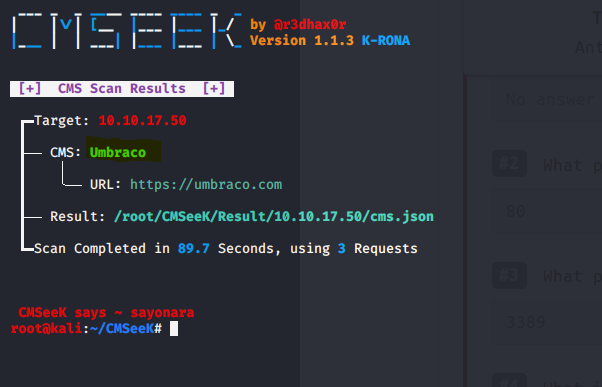 by @r3dhax0r
Version 1.1.3 K-RONA
[+] CMS Scan Results [+]
Target: 10.10.17.50
CMS: Umbraco
URL: https://umbraco.com
Result: /root/CMSeeK/Result/10.10.17.50/cms.json
Scan Completed in 89.7 Seconds, using 3 Requests
CMSeeK says ~ sayonara
root@kali:~/CMSeeK#
T
Ant
No answer
#2 What p
80
#3 What p
3389
What p